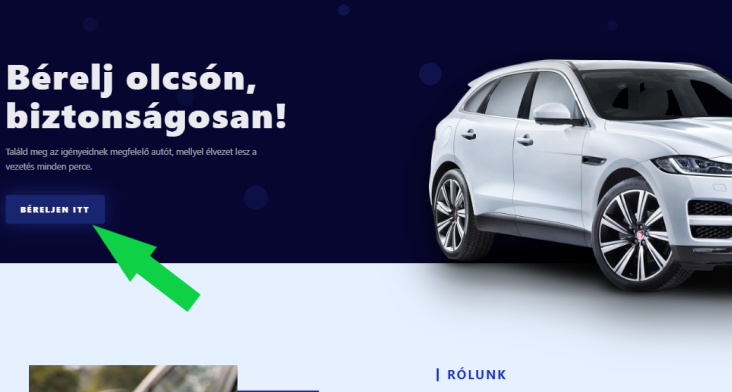 Bérelj olcsón,
biztonságosan!
Találd meg az igényeidnek megfelelő autót, mellyel élvezet lesz a
vezetés minden perce.
BÉRELJEN ITT
RÓLUNK